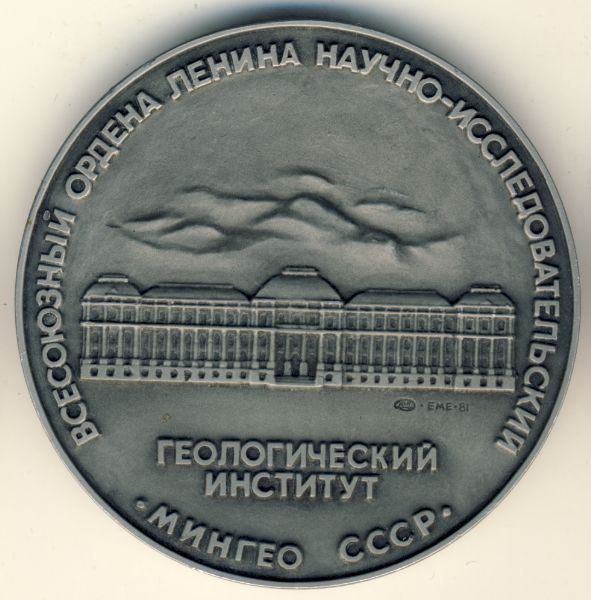 ВСЕСОЮЗНЫЙ ОРДЕНА ЛЕНИНА НАУЧНО-ИССЛЕДОВАТЕЛЬСКИЙ
ГЕОЛОГИЧЕСКИЙ
ИНСТИТУТ
• МИНГЕО СССР •
• ЕМЕ • 81